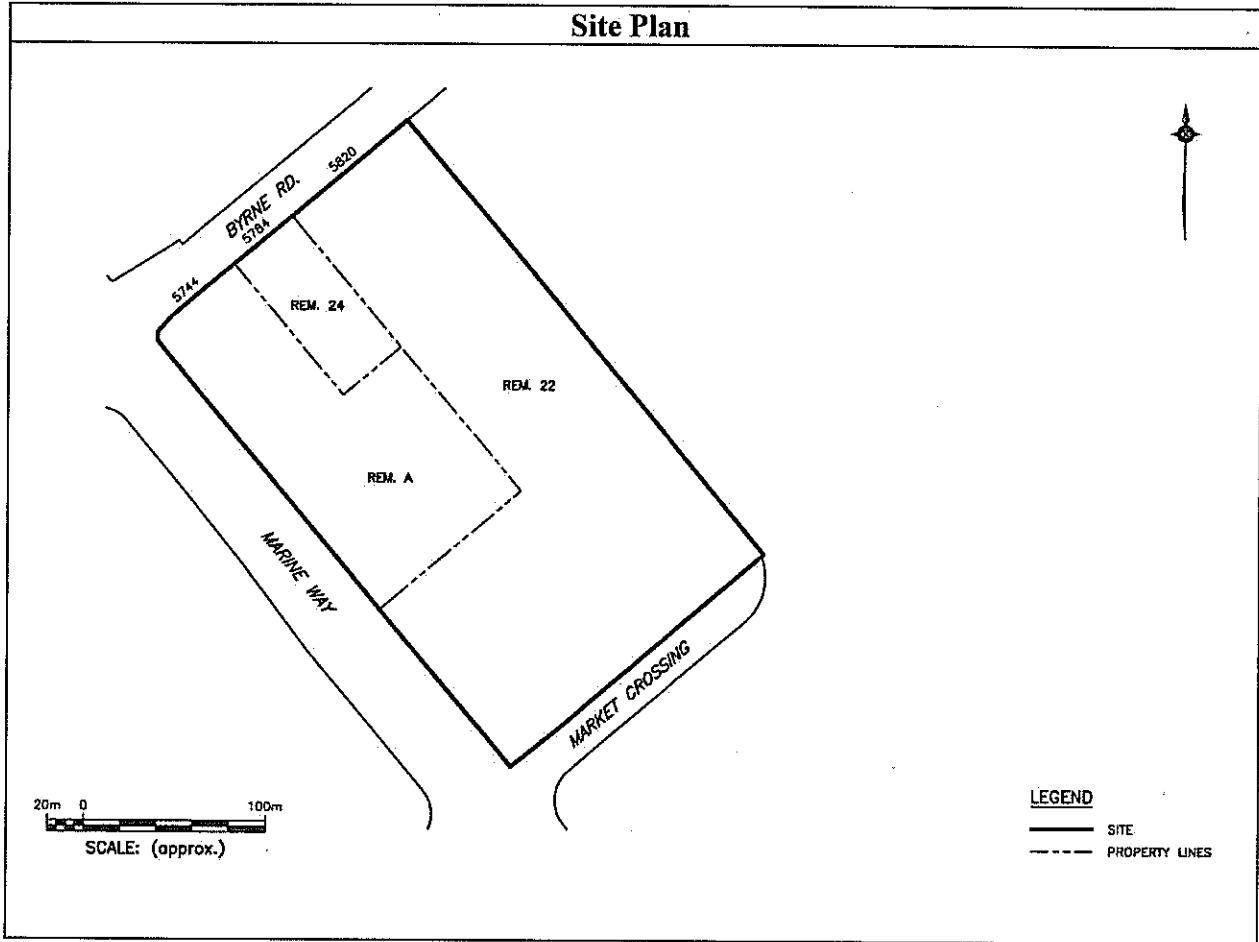 Site Plan
5820
BYRNE RD.
5784
5744
REM. 24
REM. 22
REM. A
MARINE WAY
MARKET CROSSING
20m 0 100m
SCALE: (approx.)
LEGEND
SITE
PROPERTY LINES